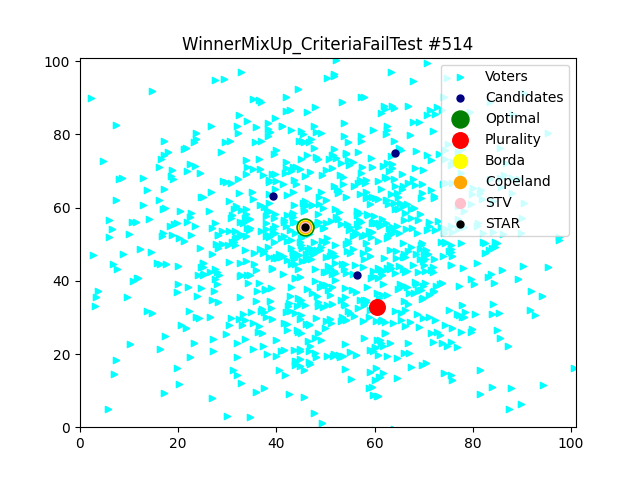 WinnerMixUp_CriteriaFailTest #514
100
80
60
40
20
0
0
20
40
60
80
100
Voters
Candidates
Optimal
Plurality
Borda
Copeland
STV
STAR